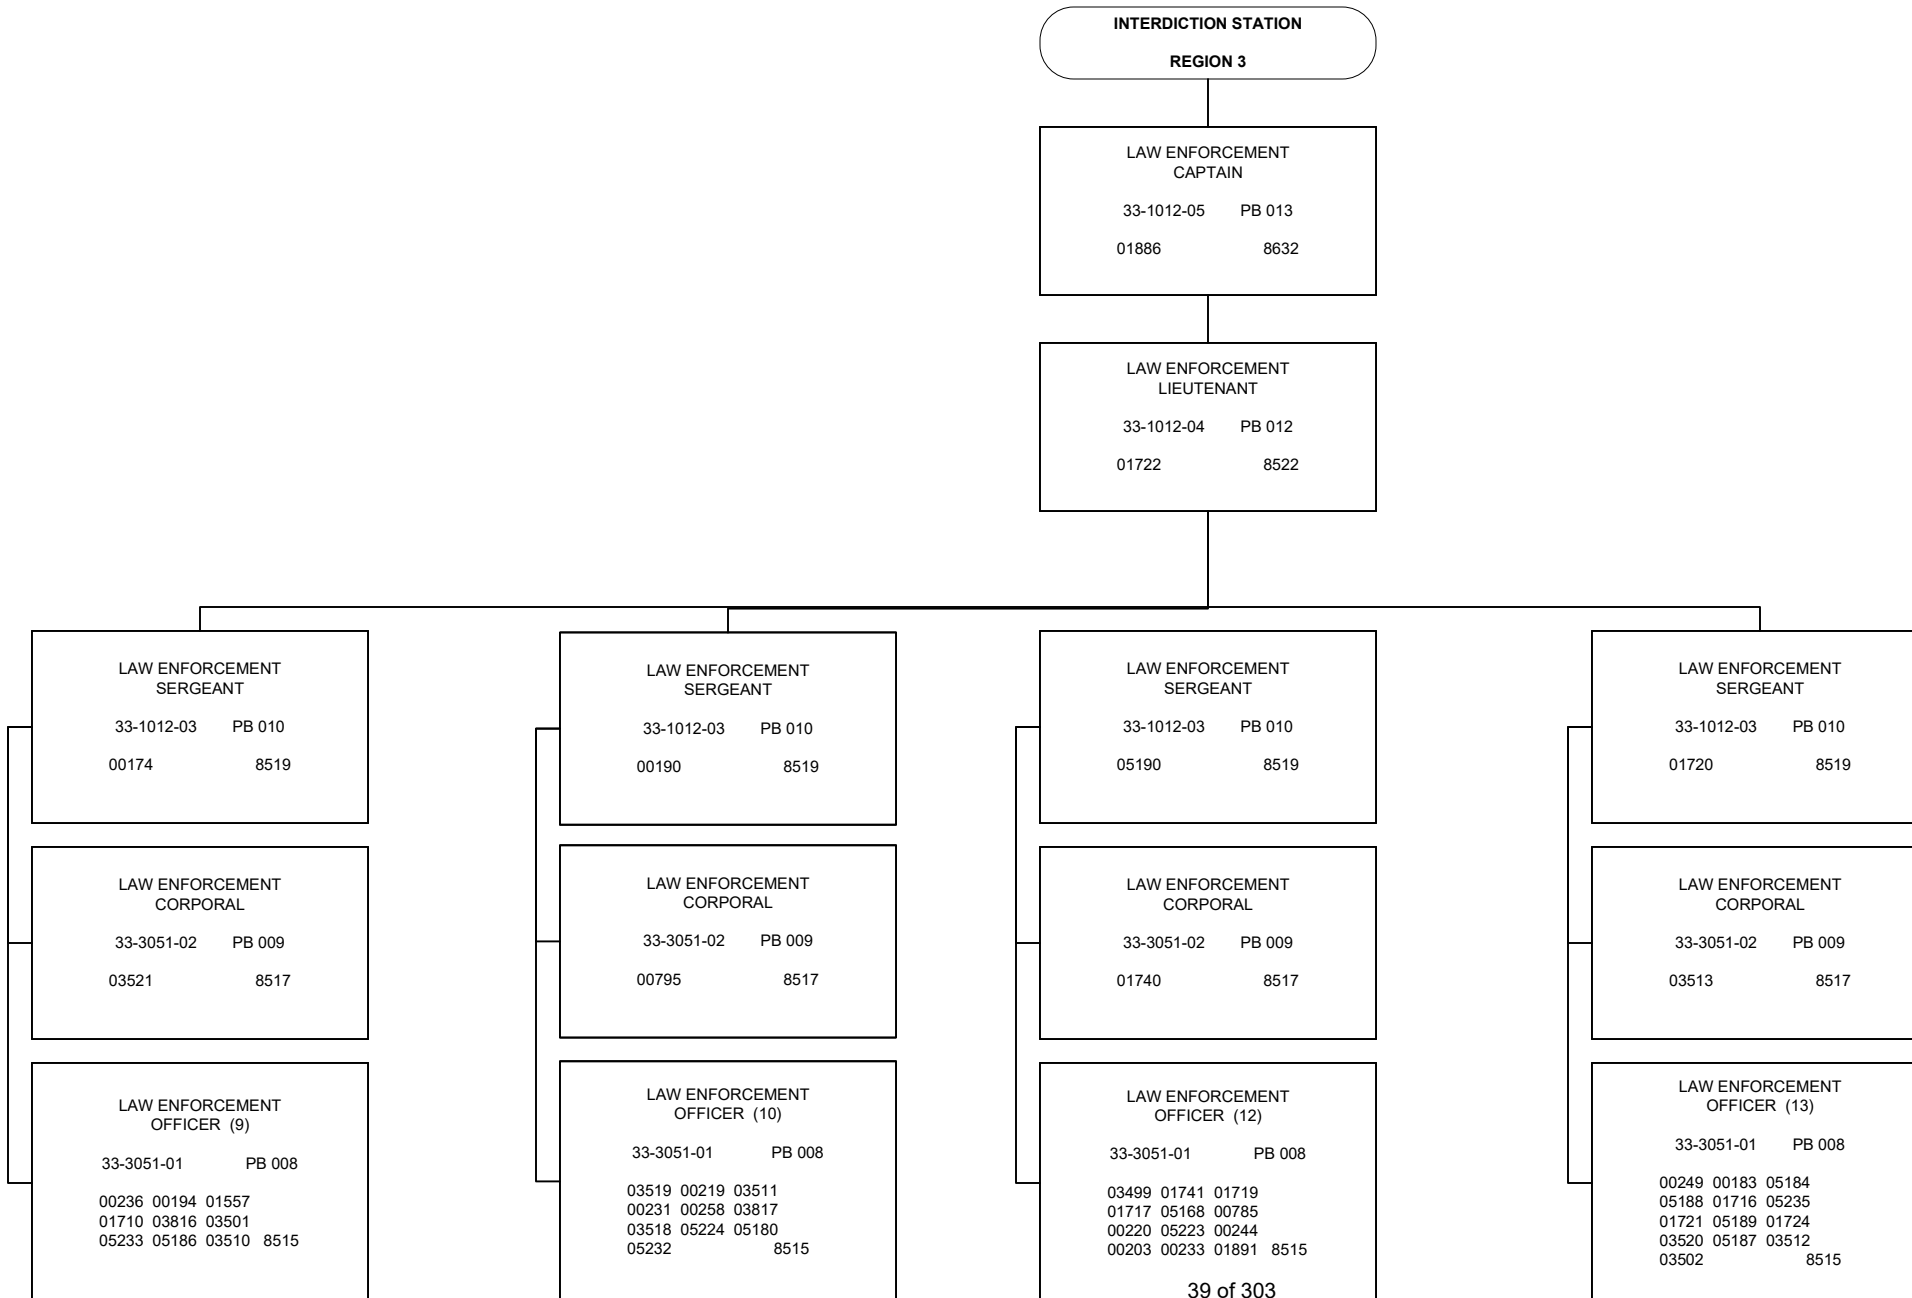 INTERDICTION STATION
REGION 3
LAW ENFORCEMENT
CAPTAIN
33-1012-05 PB 013
01886 8632
LAW ENFORCEMENT
LIEUTENANT
33-1012-04 PB 012
01722 8522
LAW ENFORCEMENT
SERGEANT
33-1012-03 PB 010
00174 8519
LAW ENFORCEMENT
SERGEANT
33-1012-03 PB 010
00190 8519
LAW ENFORCEMENT
SERGEANT
33-1012-03 PB 010
05190 8519
LAW ENFORCEMENT
SERGEANT
33-1012-03 PB 010
01720 8519
LAW ENFORCEMENT
CORPORAL
33-3051-02 PB 009
03521 8517
LAW ENFORCEMENT
CORPORAL
33-3051-02 PB 009
00795 8517
LAW ENFORCEMENT
CORPORAL
33-3051-02 PB 009
01740 8517
LAW ENFORCEMENT
CORPORAL
33-3051-02 PB 009
03513 8517
LAW ENFORCEMENT
OFFICER (9)
33-3051-01 PB 008
00236 00194 01557
01710 03816 03501
05233 05186 03510 8515
LAW ENFORCEMENT
OFFICER (10)
33-3051-01 PB 008
03519 00219 03511
00231 00258 03817
03518 05224 05180
05232 8515
LAW ENFORCEMENT
OFFICER (12)
33-3051-01 PB 008
03499 01741 01719
01717 05168 00785
00220 05223 00244
00203 00233 01891 8515
LAW ENFORCEMENT
OFFICER (13)
33-3051-01 PB 008
00249 00183 05184
05188 01716 05235
01721 05189 01724
03520 05187 03512
03502 8515
39 of 303